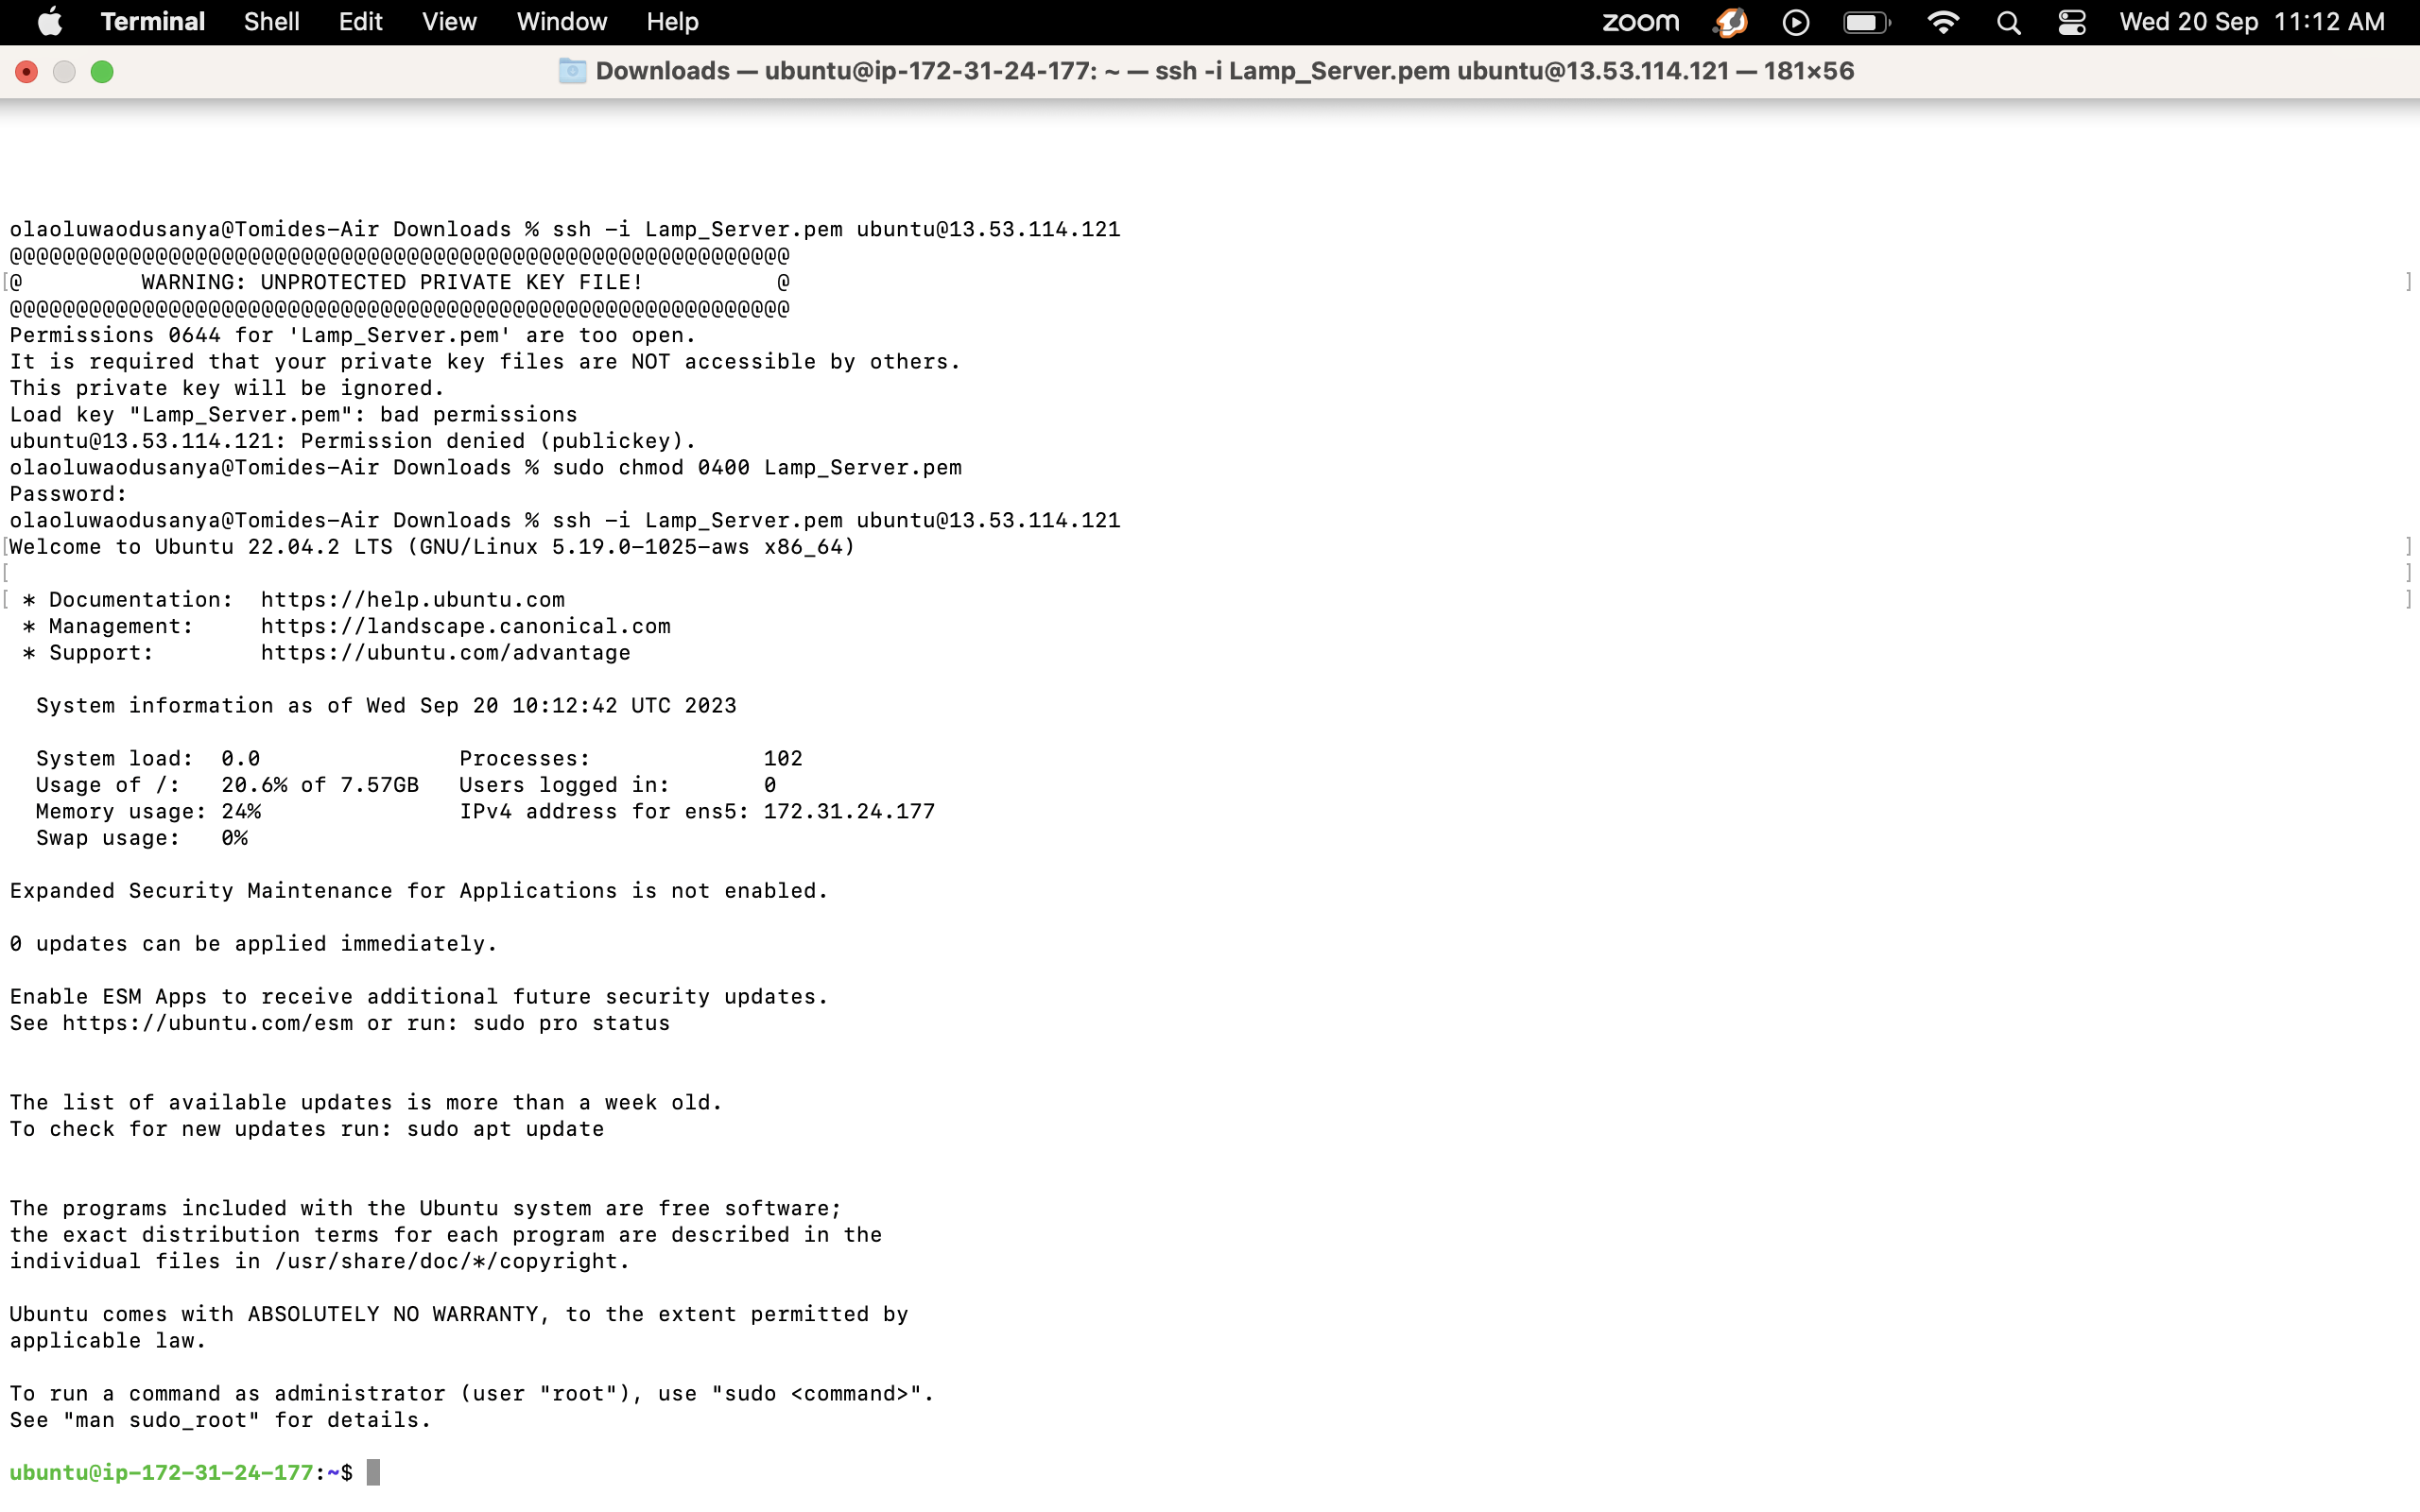 Terminal Shell Edit View Window Help zoom Wed 20 Sep 11:12 AM
Downloads — ubuntu@ip-172-31-24-177: ~ — ssh -i Lamp_Server.pem ubuntu@13.53.114.121 — 181×56
olaoluwaodusanya@Tomides-Air Downloads % ssh -i Lamp_Server.pem ubuntu@13.53.114.121
@@@@@@@@@@@@@@@@@@@@@@@@@@@@@@@@@@@@@@@@@@@@@@@@@@@@@@@@@@@
[@         WARNING: UNPROTECTED PRIVATE KEY FILE!          @ ]
@@@@@@@@@@@@@@@@@@@@@@@@@@@@@@@@@@@@@@@@@@@@@@@@@@@@@@@@@@@
Permissions 0644 for 'Lamp_Server.pem' are too open.
It is required that your private key files are NOT accessible by others.
This private key will be ignored.
Load key "Lamp_Server.pem": bad permissions
ubuntu@13.53.114.121: Permission denied (publickey).
olaoluwaodusanya@Tomides-Air Downloads % sudo chmod 0400 Lamp_Server.pem
Password:
olaoluwaodusanya@Tomides-Air Downloads % ssh -i Lamp_Server.pem ubuntu@13.53.114.121
[Welcome to Ubuntu 22.04.2 LTS (GNU/Linux 5.19.0-1025-aws x86_64) ]
[ ]
[ * Documentation:  https://help.ubuntu.com ]
 * Management:     https://landscape.canonical.com
 * Support:        https://ubuntu.com/advantage
  System information as of Wed Sep 20 10:12:42 UTC 2023
  System load:  0.0               Processes:             102
  Usage of /:   20.6% of 7.57GB   Users logged in:       0
  Memory usage: 24%               IPv4 address for ens5: 172.31.24.177
  Swap usage:   0%
Expanded Security Maintenance for Applications is not enabled.
0 updates can be applied immediately.
Enable ESM Apps to receive additional future security updates.
See https://ubuntu.com/esm or run: sudo pro status
The list of available updates is more than a week old.
To check for new updates run: sudo apt update
The programs included with the Ubuntu system are free software;
the exact distribution terms for each program are described in the
individual files in /usr/share/doc/*/copyright.
Ubuntu comes with ABSOLUTELY NO WARRANTY, to the extent permitted by
applicable law.
To run a command as administrator (user "root"), use "sudo <command>".
See "man sudo_root" for details.
ubuntu@ip-172-31-24-177:~$